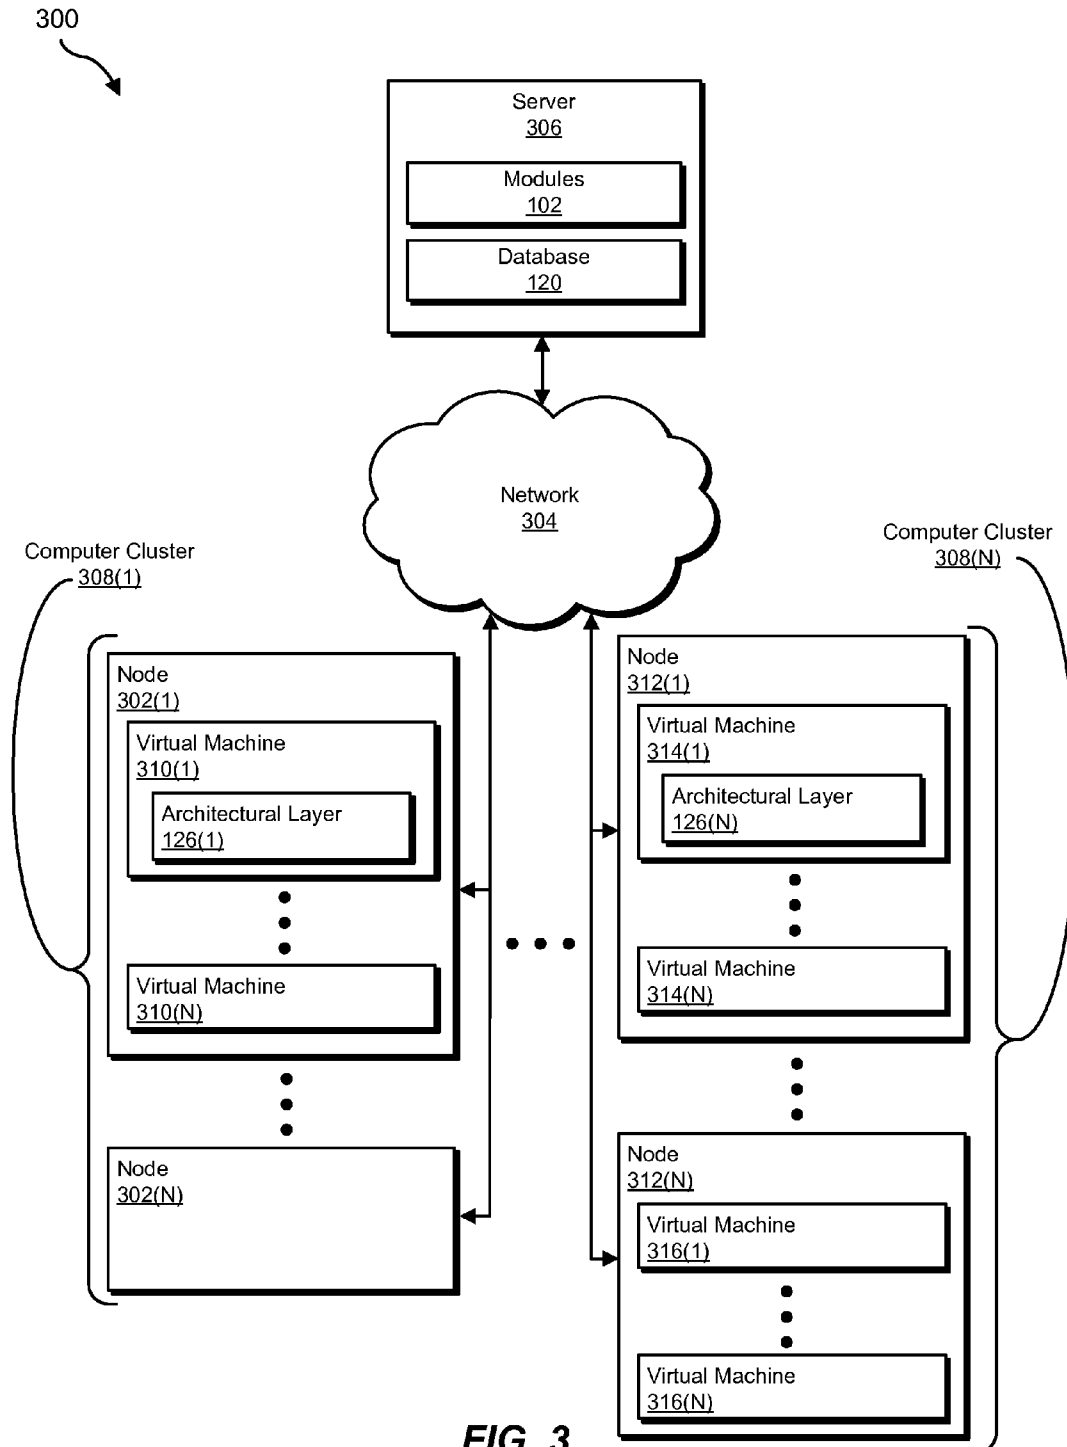 300
Server
306
Modules
102
Database
120
Network
304
Computer Cluster
308(1)
Computer Cluster
308(N)
Node
302(1)
Virtual Machine
310(1)
Architectural Layer
126(1)
Virtual Machine
310(N)
Node
302(N)
Node
312(1)
Virtual Machine
314(1)
Architectural Layer
126(N)
Virtual Machine
314(N)
Node
312(N)
Virtual Machine
316(1)
Virtual Machine
316(N)
FIG. 3